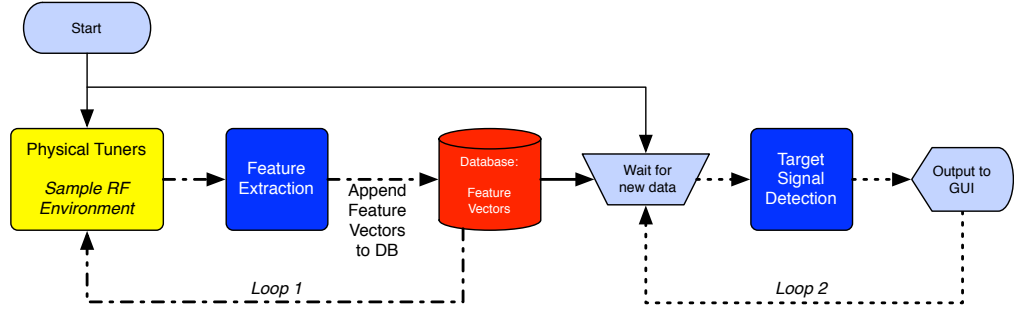 Start
Physical Tuners
Sample RF
Environment
Feature
Extraction
Append
Feature
Vectors
to DB
Database:
Feature
Vectors
Wait for
new data
Target
Signal
Detection
Output to
GUI
Loop 1
Loop 2